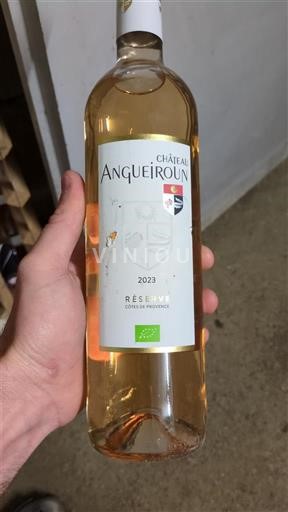 CHÂTEAU
ANGUEIROUN
VINIOU
2023
RÉSERVE
CÔTES DE PROVENCE